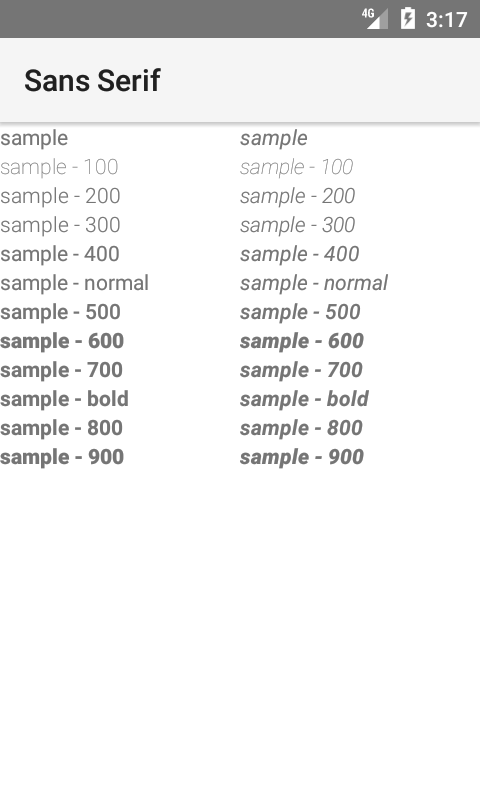 4G 3:17
Sans Serif
sample sample
sample - 100 sample - 100
sample - 200 sample - 200
sample - 300 sample - 300
sample - 400 sample - 400
sample - normal sample - normal
sample - 500 sample - 500
sample - 600 sample - 600
sample - 700 sample - 700
sample - bold sample - bold
sample - 800 sample - 800
sample - 900 sample - 900